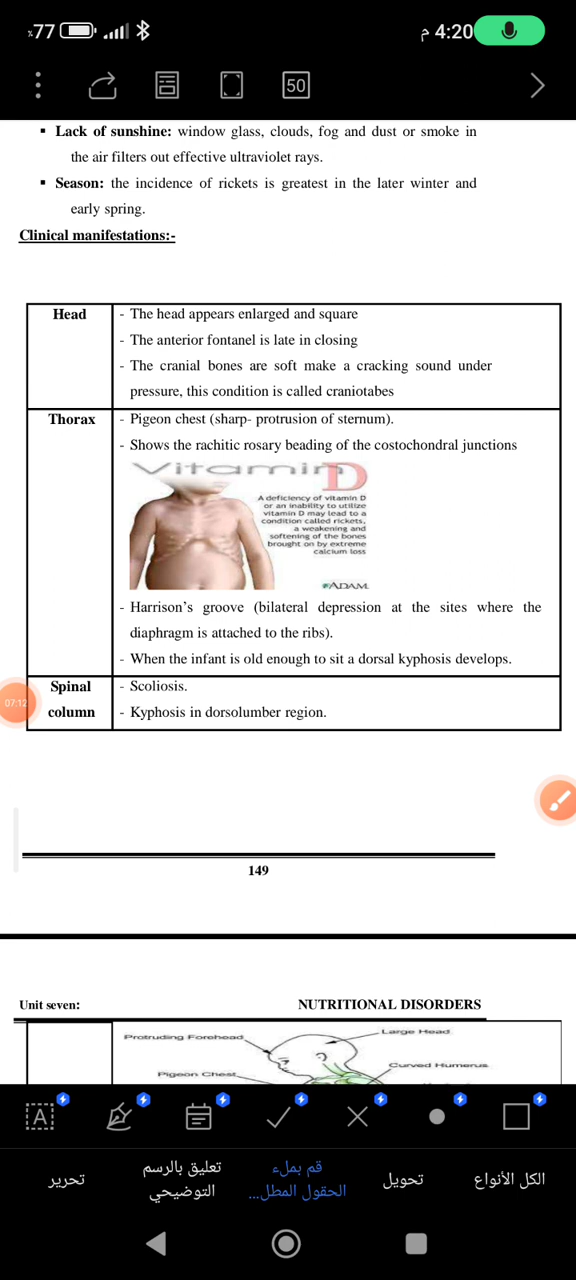 %77
4:20 م
50
▪ Lack of sunshine: window glass, clouds, fog and dust or smoke in
the air filters out effective ultraviolet rays.
▪ Season: the incidence of rickets is greatest in the later winter and
early spring.
Clinical manifestations:-
Head
- The head appears enlarged and square
- The anterior fontanel is late in closing
- The cranial bones are soft make a cracking sound under
pressure, this condition is called craniotabes
Thorax
- Pigeon chest (sharp- protrusion of sternum).
- Shows the rachitic rosary beading of the costochondral junctions
Vitamin D
A deficiency of vitamin D
or an inability to utilize
vitamin D may lead to a
condition called rickets,
a weakening and
softening of the bones
brought on by extreme
calcium loss
ADAM.
- Harrison’s groove (bilateral depression at the sites where the
diaphragm is attached to the ribs).
- When the infant is old enough to sit a dorsal kyphosis develops.
07:12
Spinal
column
- Scoliosis.
- Kyphosis in dorsolumber region.
149
Unit seven:
NUTRITIONAL DISORDERS
Protruding Forehead
Large Head
Curved Humerus
Pigeon Chest
A
الكل الأنواع
تحويل
قم بملء
الحقول المطل...
تعليق بالرسم
التوضيحي
تحرير